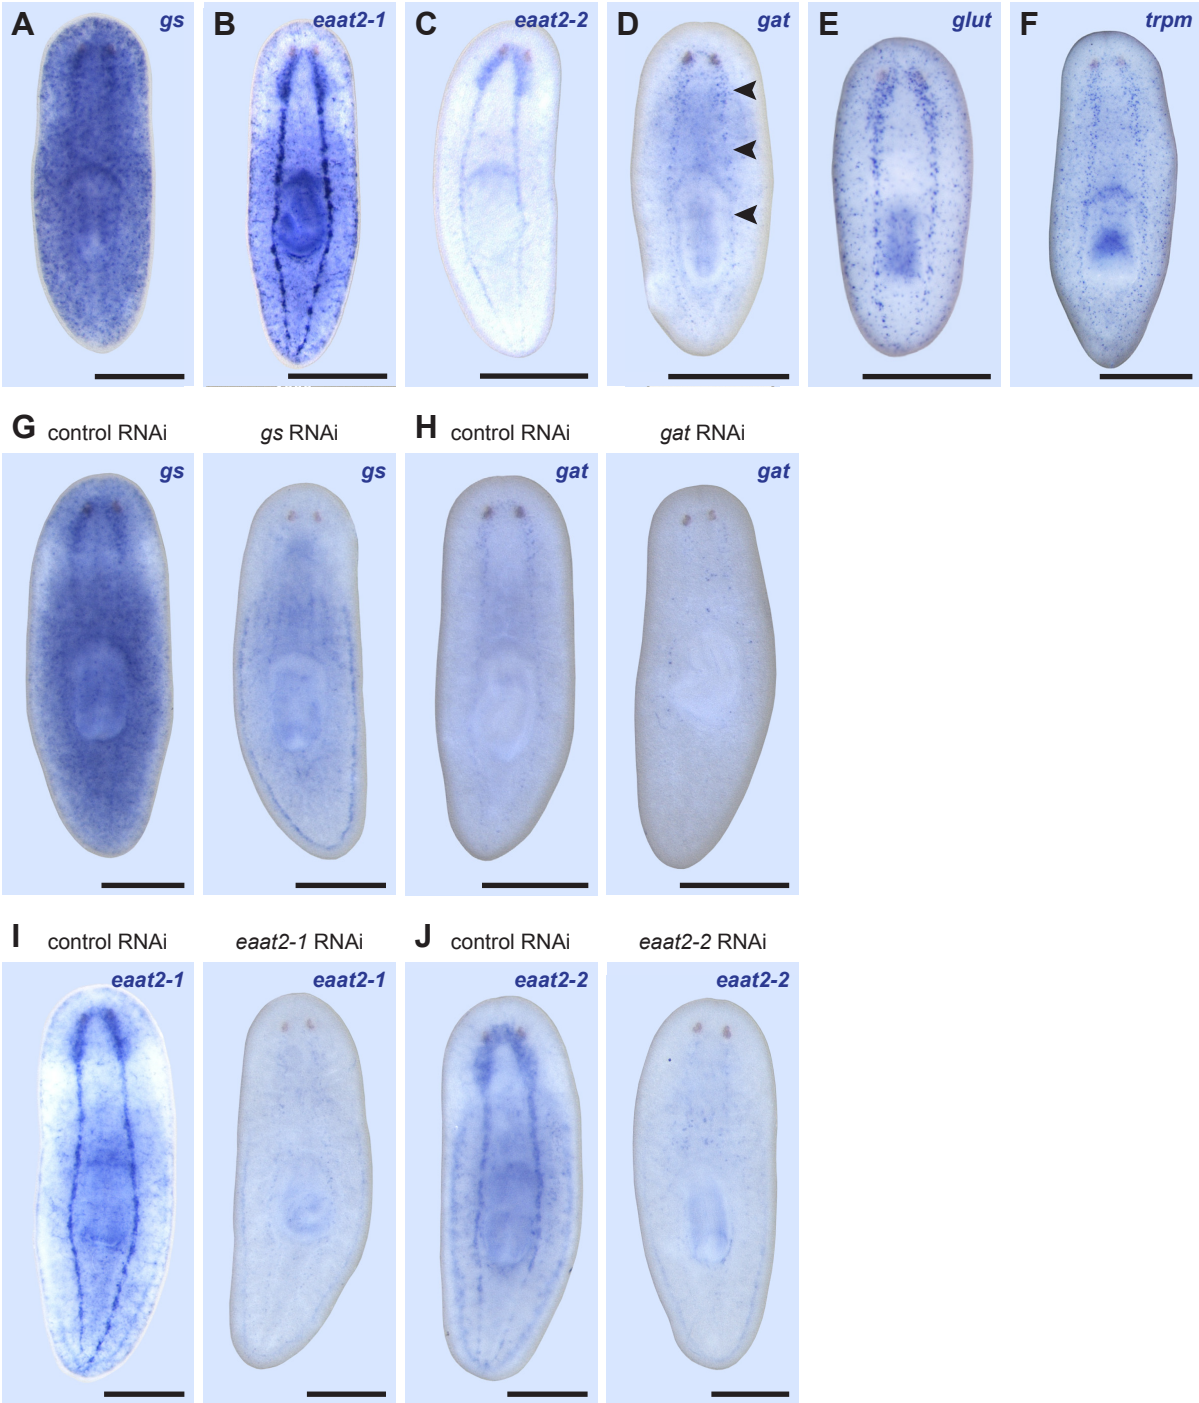 A gs B eaat2-1 C eaat2-2 D gat E glut F trpm
G control RNAi gs RNAi H control RNAi gat RNAi
gs gs gat gat
I control RNAi eaat2-1 RNAi J control RNAi eaat2-2 RNAi
eaat2-1 eaat2-1 eaat2-2 eaat2-2